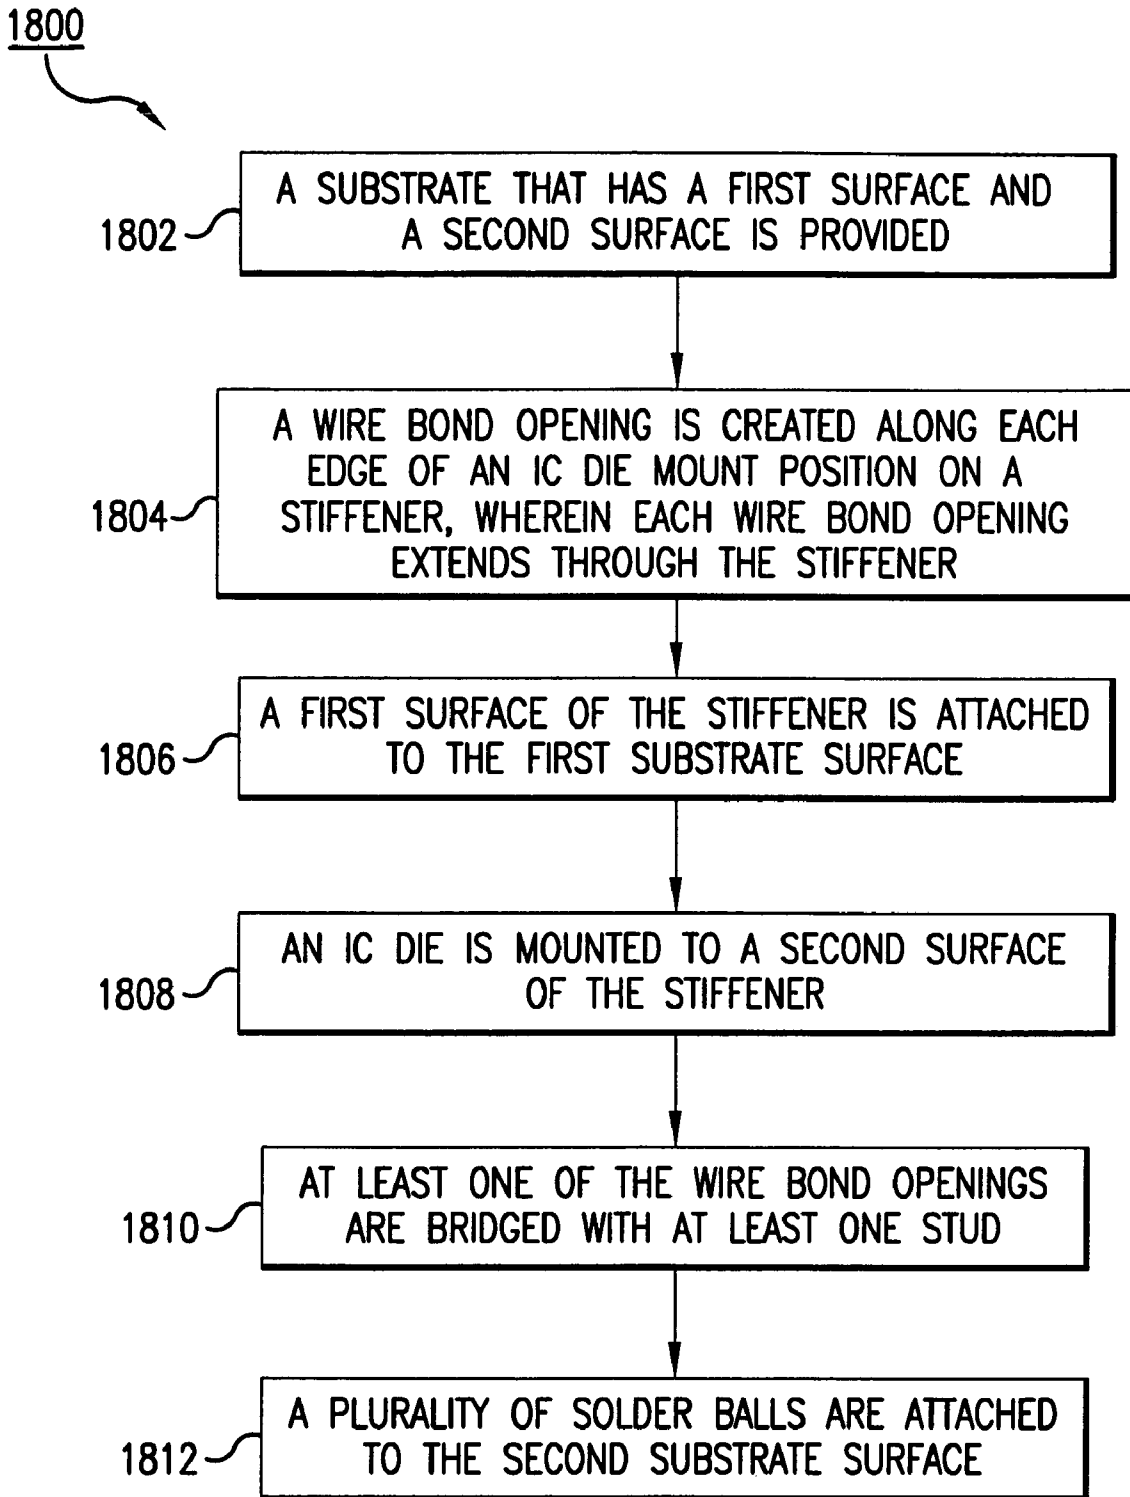 1800
A SUBSTRATE THAT HAS A FIRST SURFACE AND
A SECOND SURFACE IS PROVIDED
1802
A WIRE BOND OPENING IS CREATED ALONG EACH
EDGE OF AN IC DIE MOUNT POSITION ON A
STIFFENER, WHEREIN EACH WIRE BOND OPENING
EXTENDS THROUGH THE STIFFENER
1804
A FIRST SURFACE OF THE STIFFENER IS ATTACHED
TO THE FIRST SUBSTRATE SURFACE
1806
AN IC DIE IS MOUNTED TO A SECOND SURFACE
OF THE STIFFENER
1808
AT LEAST ONE OF THE WIRE BOND OPENINGS
ARE BRIDGED WITH AT LEAST ONE STUD
1810
A PLURALITY OF SOLDER BALLS ARE ATTACHED
TO THE SECOND SUBSTRATE SURFACE
1812